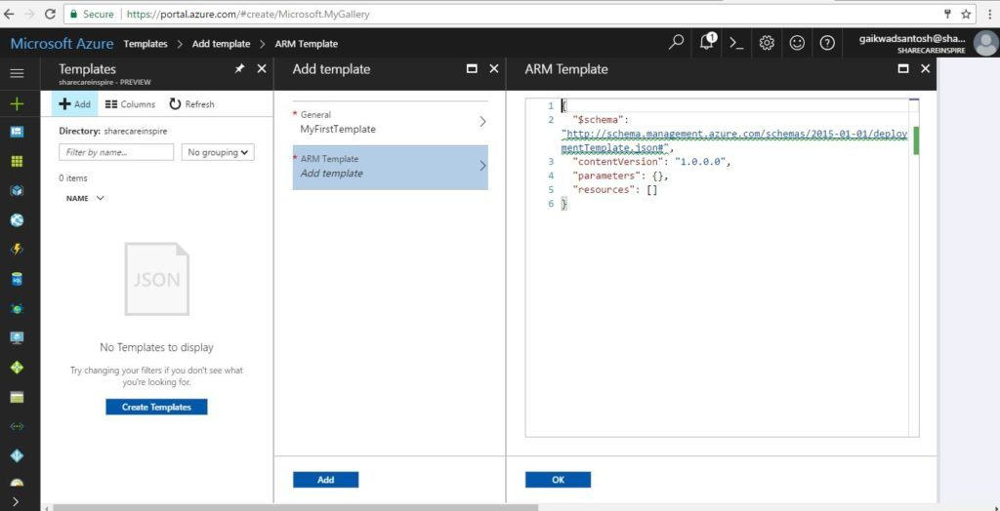 Secure https://portal.azure.com/#create/Microsoft.MyGallery
Microsoft Azure Templates > Add template > ARM Template
1
gaikwadsantosh@sha...
SHARECAREINSPIRE
Templates
sharecareinspire - PREVIEW
Add Columns Refresh
Directory: sharecareinspire
Filter by name... No grouping
0 items
NAME
JSON
No Templates to display
Try changing your filters if you don't see what
you're looking for.
Create Templates
Add template
* General
MyFirstTemplate
* ARM Template
Add template
Add
ARM Template
1 {
2 "$schema":
"http://schema.management.azure.com/schemas/2015-01-01/deploy
mentTemplate.json#",
3 "contentVersion": "1.0.0.0",
4 "parameters": {},
5 "resources": []
6 }
OK